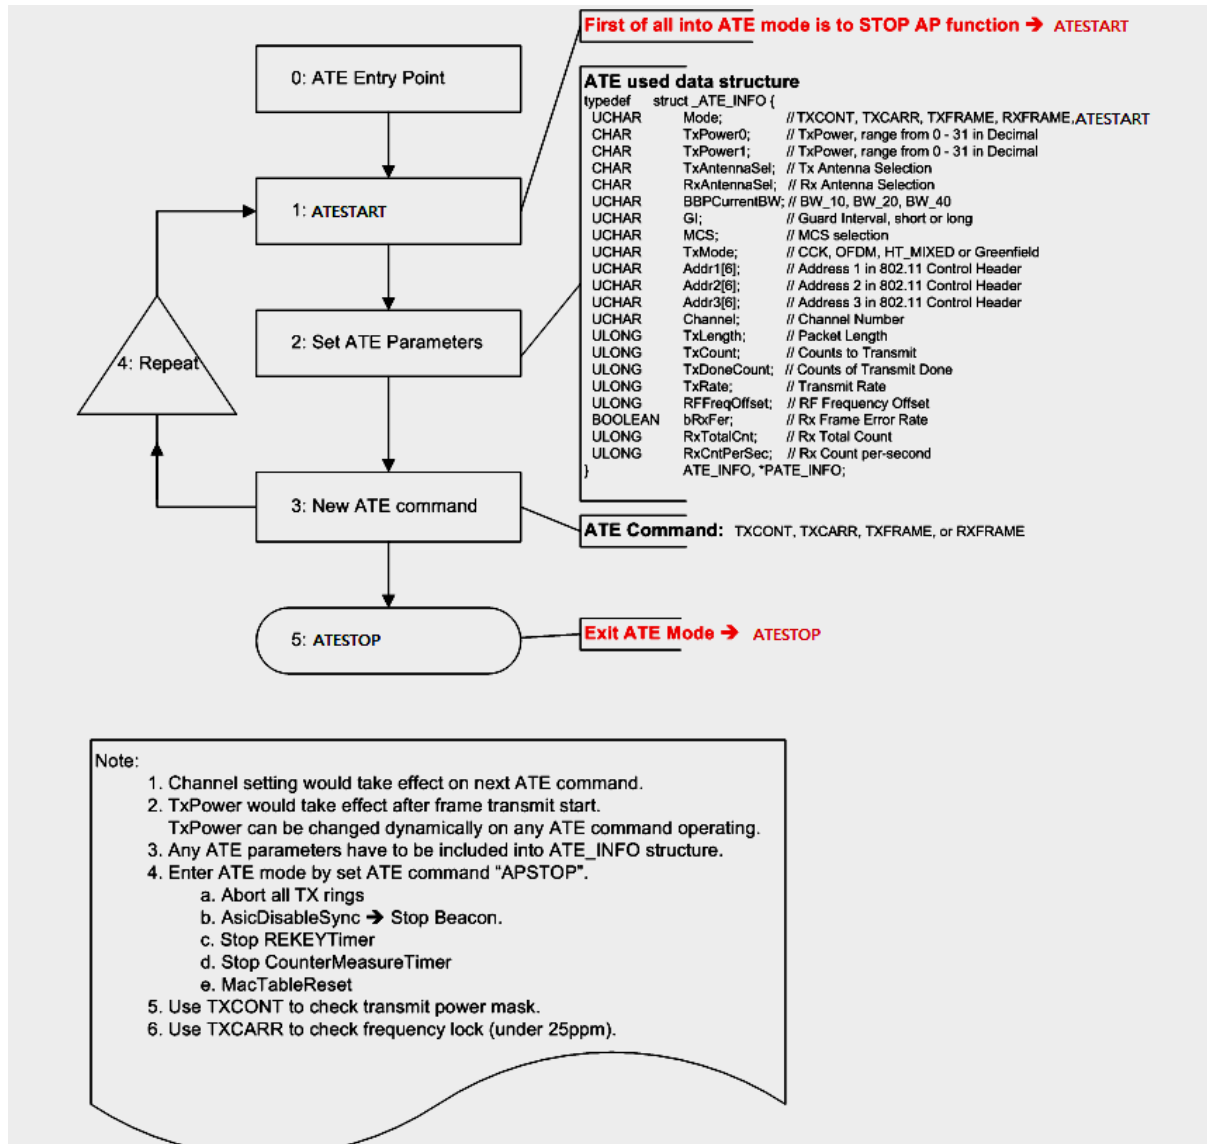 First of all into ATE mode is to STOP AP function ➔ ATESTART
0: ATE Entry Point
1: ATESTART
2: Set ATE Parameters
4: Repeat
3: New ATE command
5: ATESTOP
ATE used data structure
typedef struct _ATE_INFO {
UCHAR Mode; // TXCONT, TXCARR, TXFRAME, RXFRAME,ATESTART
CHAR TxPower0; // TxPower, range from 0 - 31 in Decimal
CHAR TxPower1; // TxPower, range from 0 - 31 in Decimal
CHAR TxAntennaSel; // Tx Antenna Selection
CHAR RxAntennaSel; // Rx Antenna Selection
UCHAR BBPCurrentBW; // BW_10, BW_20, BW_40
UCHAR GI; // Guard Interval, short or long
UCHAR MCS; // MCS selection
UCHAR TxMode; // CCK, OFDM, HT_MIXED or Greenfield
UCHAR Addr1[6]; // Address 1 in 802.11 Control Header
UCHAR Addr2[6]; // Address 2 in 802.11 Control Header
UCHAR Addr3[6]; // Address 3 in 802.11 Control Header
UCHAR Channel; // Channel Number
ULONG TxLength; // Packet Length
ULONG TxCount; // Counts to Transmit
ULONG TxDoneCount; // Counts of Transmit Done
ULONG TxRate; // Transmit Rate
ULONG RFFreqOffset; // RF Frequency Offset
BOOLEAN bRxFer; // Rx Frame Error Rate
ULONG RxTotalCnt; // Rx Total Count
ULONG RxCntPerSec; // Rx Count per-second
} ATE_INFO, *PATE_INFO;
ATE Command: TXCONT, TXCARR, TXFRAME, or RXFRAME
Exit ATE Mode ➔ ATESTOP
Note:
1. Channel setting would take effect on next ATE command.
2. TxPower would take effect after frame transmit start.
TxPower can be changed dynamically on any ATE command operating.
3. Any ATE parameters have to be included into ATE_INFO structure.
4. Enter ATE mode by set ATE command "APSTOP".
a. Abort all TX rings
b. AsicDisableSync ➔ Stop Beacon.
c. Stop REKEYTimer
d. Stop CounterMeasureTimer
e. MacTableReset
5. Use TXCONT to check transmit power mask.
6. Use TXCARR to check frequency lock (under 25ppm).